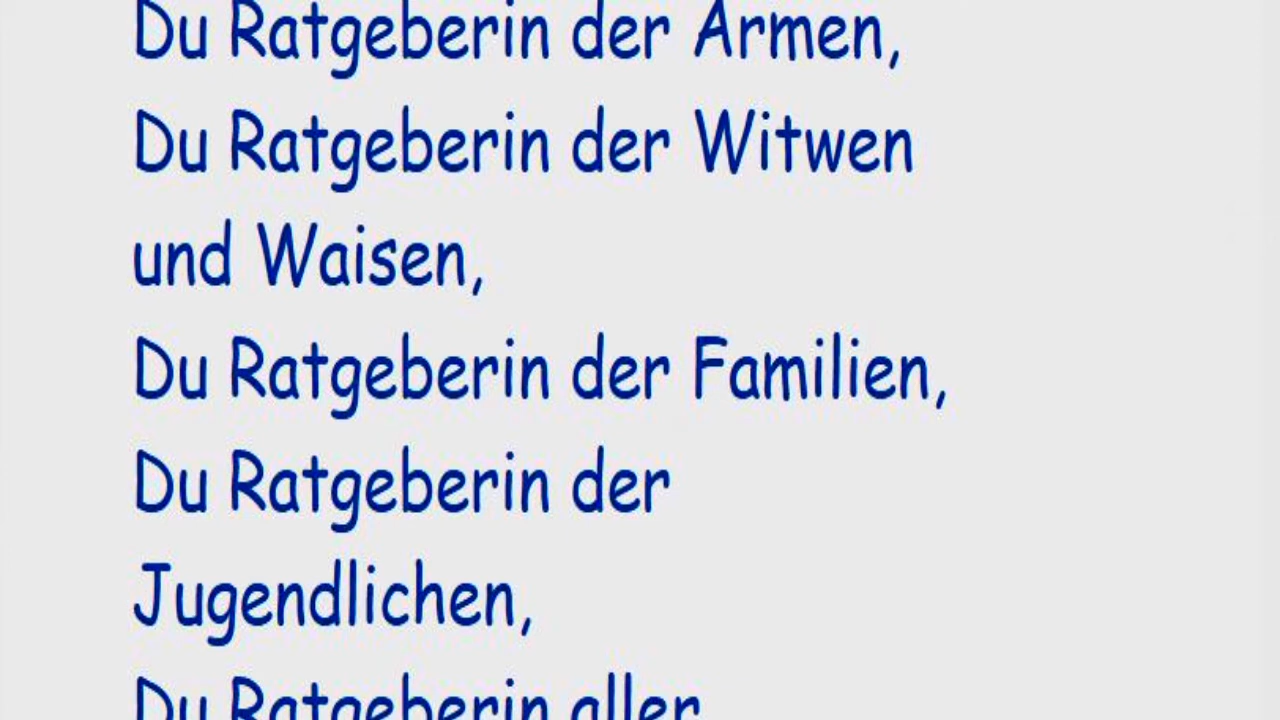 Du Ratgeberin der Armen,
Du Ratgeberin der Witwen
und Waisen,
Du Ratgeberin der Familien,
Du Ratgeberin der
Jugendlichen,
Du Ratgeberin aller